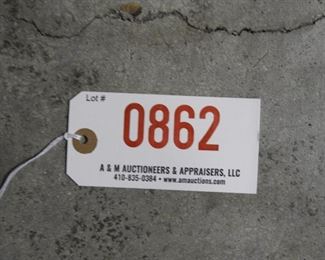 Lot #
0862
A & M AUCTIONEERS & APPRAISERS, LLC
410-835-0384 • www.amauctions.com